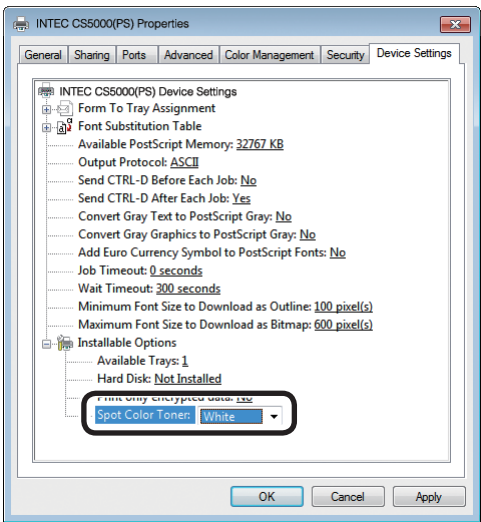 INTEC CS5000(PS) Properties
General Sharing Ports Advanced Color Management Security Device Settings
INTEC CS5000(PS) Device Settings
Form To Tray Assignment
Font Substitution Table
Available PostScript Memory: 32767 KB
Output Protocol: ASCII
Send CTRL-D Before Each Job: No
Send CTRL-D After Each Job: Yes
Convert Gray Text to PostScript Gray: No
Convert Gray Graphics to PostScript Gray: No
Add Euro Currency Symbol to PostScript Fonts: No
Job Timeout: 0 seconds
Wait Timeout: 300 seconds
Minimum Font Size to Download as Outline: 100 pixel(s)
Maximum Font Size to Download as Bitmap: 600 pixel(s)
Installable Options
Available Trays: 1
Hard Disk: Not Installed
Print only encrypted data: No
Spot Color Toner: White
OK Cancel Apply